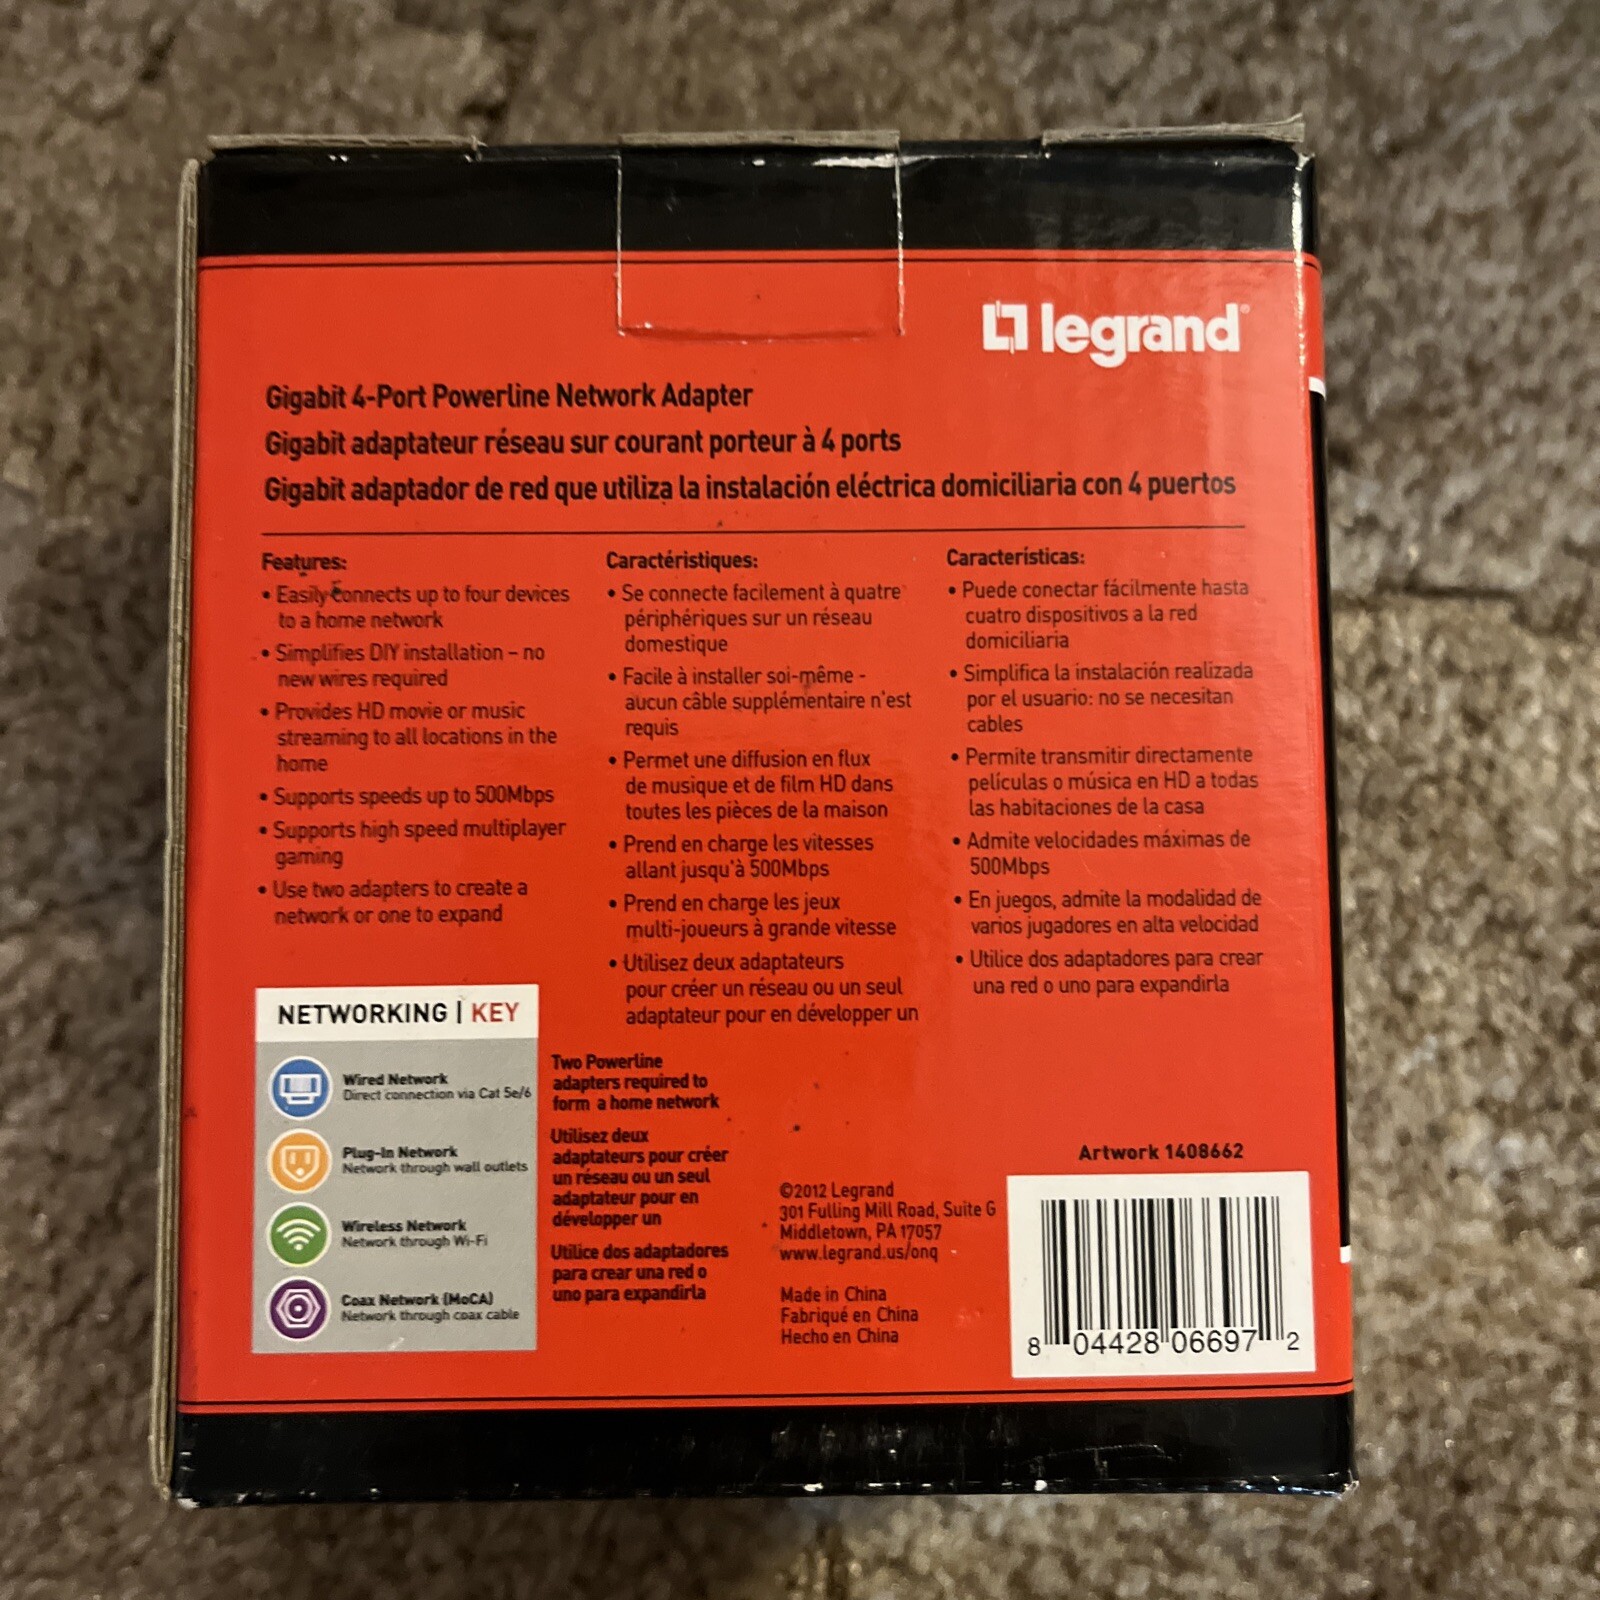 legrand®
Gigabit 4-Port Powerline Network Adapter
Gigabit adaptateur réseau sur courant porteur à 4 ports
Gigabit adaptador de red que utiliza la instalación eléctrica domiciliaria con 4 puertos
Features:
• Easily connects up to four devices
to a home network
• Simplifies DIY installation – no
new wires required
• Provides HD movie or music
streaming to all locations in the
home
• Supports speeds up to 500Mbps
• Supports high speed multiplayer
gaming
• Use two adapters to create a
network or one to expand
Caractéristiques:
• Se connecte facilement à quatre
périphériques sur un réseau
domestique
• Facile à installer soi-même -
aucun câble supplémentaire n'est
requis
• Permet une diffusion en flux
de musique et de film HD dans
toutes les pièces de la maison
• Prend en charge les vitesses
allant jusqu'à 500Mbps
• Prend en charge les jeux
multi-joueurs à grande vitesse
• Utilisez deux adaptateurs
pour créer un réseau ou un seul
adaptateur pour en développer un
Características:
• Puede conectar fácilmente hasta
cuatro dispositivos a la red
domiciliaria
• Simplifica la instalación realizada
por el usuario: no se necesitan
cables
• Permite transmitir directamente
películas o música en HD a todas
las habitaciones de la casa
• Admite velocidades máximas de
500Mbps
• En juegos, admite la modalidad de
varios jugadores en alta velocidad
• Utilice dos adaptadores para crear
una red o uno para expandirla
NETWORKING | KEY
Wired Network
Direct connection via Cat 5e/6
Plug-In Network
Network through wall outlets
Wireless Network
Network through Wi-Fi
Coax Network (MoCA)
Network through coax cable
Two Powerline
adapters required to
form a home network
Utilisez deux
adaptateurs pour créer
un réseau ou un seul
adaptateur pour en
développer un
Utilice dos adaptadores
para crear una red o
uno para expandirla
©2012 Legrand
301 Fulling Mill Road, Suite G
Middletown, PA 17057
www.legrand.us/onq
Made in China
Fabriqué en China
Hecho en China
Artwork 1408662
8 04428 06697 2